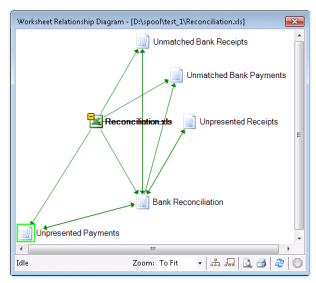 Worksheet Relationship Diagram - [D:\spool\test_1\Reconciliation.xls]
Unmatched Bank Receipts
Unmatched Bank Payments
Reconciliation.xls
Unpresented Receipts
Bank Reconciliation
Unpresented Payments
Idle
Zoom: To Fit